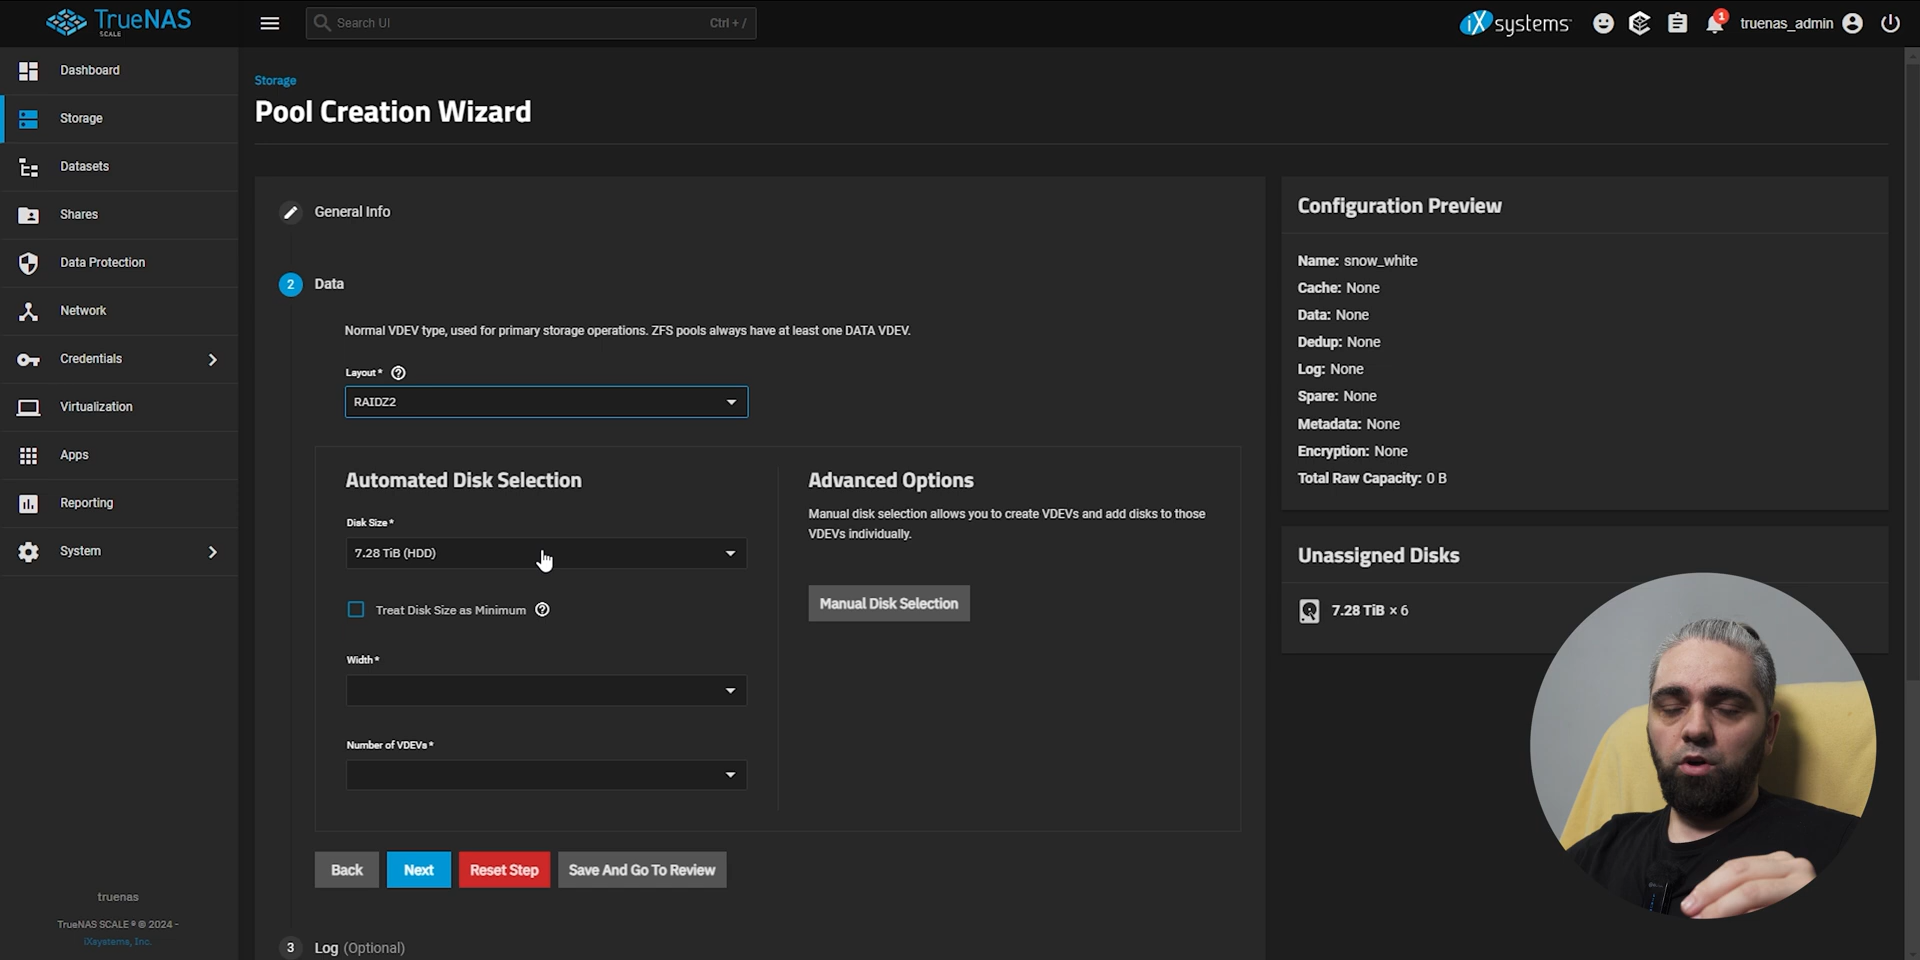 TrueNAS
SCALE
Search UI
Ctrl + /
iXsystems
1
truenas_admin
Dashboard
Storage
Datasets
Shares
Data Protection
Network
Credentials
Virtualization
Apps
Reporting
System
truenas
TrueNAS SCALE ® © 2024 -
iXsystems, Inc.
Storage
Pool Creation Wizard
General Info
2 Data
Normal VDEV type, used for primary storage operations. ZFS pools always have at least one DATA VDEV.
Layout *
RAIDZ2
Automated Disk Selection
Disk Size *
7.28 TiB (HDD)
Treat Disk Size as Minimum
Width *
Number of VDEVs *
Advanced Options
Manual disk selection allows you to create VDEVs and add disks to those
VDEVs individually.
Manual Disk Selection
Back
Next
Reset Step
Save And Go To Review
3 Log (Optional)
Configuration Preview
Name: snow_white
Cache: None
Data: None
Dedup: None
Log: None
Spare: None
Metadata: None
Encryption: None
Total Raw Capacity: 0 B
Unassigned Disks
7.28 TiB × 6